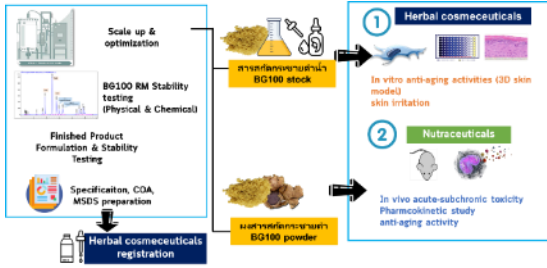 Scale up &
optimization
BG100 RM Stability
testing
(Physical & Chemical)
Finished Product
Formulation & Stability
Testing
Specificaiton, COA,
MSDS preparation
Herbal cosmeceuticals
registration
สารสกัดกระชายดำน้ำ
BG100 stock
ผงสารสกัดกระชายดำ
BG100 powder
1
Herbal cosmeceuticals
In vitro anti-aging activities (3D skin
model)
skin irritation
2
Nutraceuticals
In vivo acute-subchronic toxicity
Pharmcokinetic study
anti-aging activity